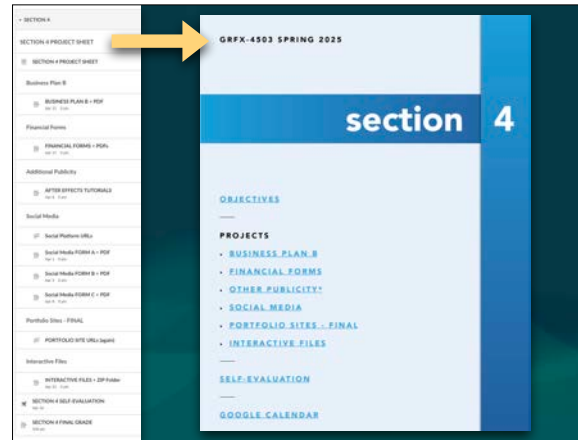 SECTION 4
SECTION 4 PROJECT SHEET
SECTION 4 PROJECT SHEET
Business Plan B
BUSINESS PLAN B + PDF
Financial Forms
FINANCIAL FORMS + PDFs
Additional Publicity
AFTER EFFECTS TUTORIALS
Social Media
Social Platform URLs
Social Media FORM A + PDF
Social Media FORM B + PDF
Social Media FORM C + PDF
Portfolio Sites - FINAL
PORTFOLIO SITE URLs (again)
Interactive Files
INTERACTIVE FILES + ZIP Folder
SECTION 4 SELF-EVALUATION
SECTION 4 FINAL GRADE
GRFX-4503 SPRING 2025
section 4
OBJECTIVES
PROJECTS
• BUSINESS PLAN B
• FINANCIAL FORMS
• OTHER PUBLICITY*
• SOCIAL MEDIA
• PORTFOLIO SITES - FINAL
• INTERACTIVE FILES
SELF-EVALUATION
GOOGLE CALENDAR